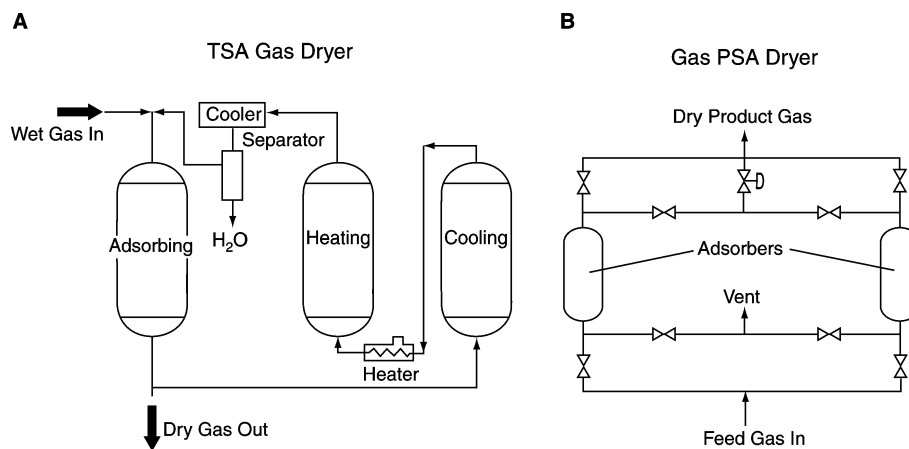 A
TSA Gas Dryer
Wet Gas In
Cooler
Separator
Adsorbing
H₂O
Heating
Cooling
Heater
Dry Gas Out
B
Gas PSA Dryer
Dry Product Gas
Adsorbers
Vent
Feed Gas In